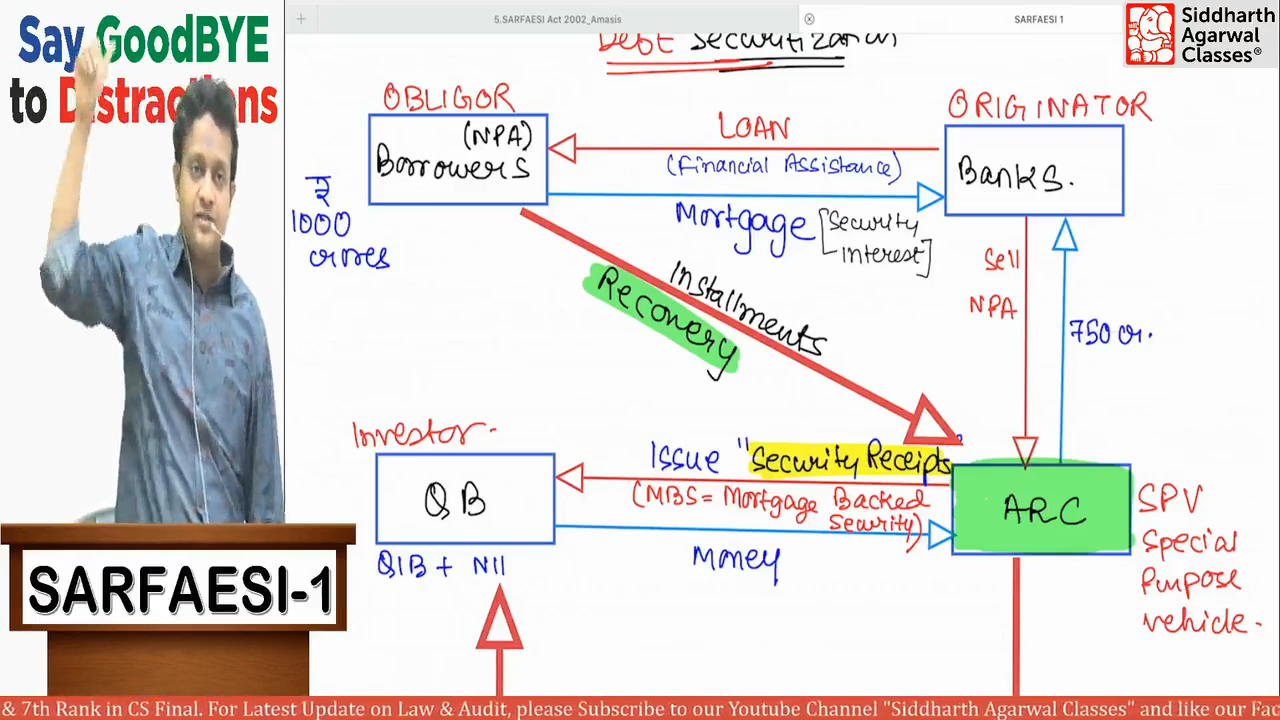 Say GoodBYE
to Distractions
5.SARFAESI Act 2002_Amasis
SARFAESI 1
Siddharth
Agarwal
Classes®
Debt Securitization
OBLIGOR
(NPA)
Borrowers
₹
1000
crores
LOAN
(Financial Assistance)
Mortgage [Security
Interest]
ORIGINATOR
Banks.
Sell
NPA
750 cr.
Installments
Recovery
Investor.
QB
QIB + NII
Issue "Security Receipts"
(MBS = Mortgage Backed
Security)
Money
ARC
SPV
Special
Purpose
vehicle.
SARFAESI-1
& 7th Rank in CS Final. For Latest Update on Law & Audit, please Subscribe to our Youtube Channel "Siddharth Agarwal Classes" and like our Fac